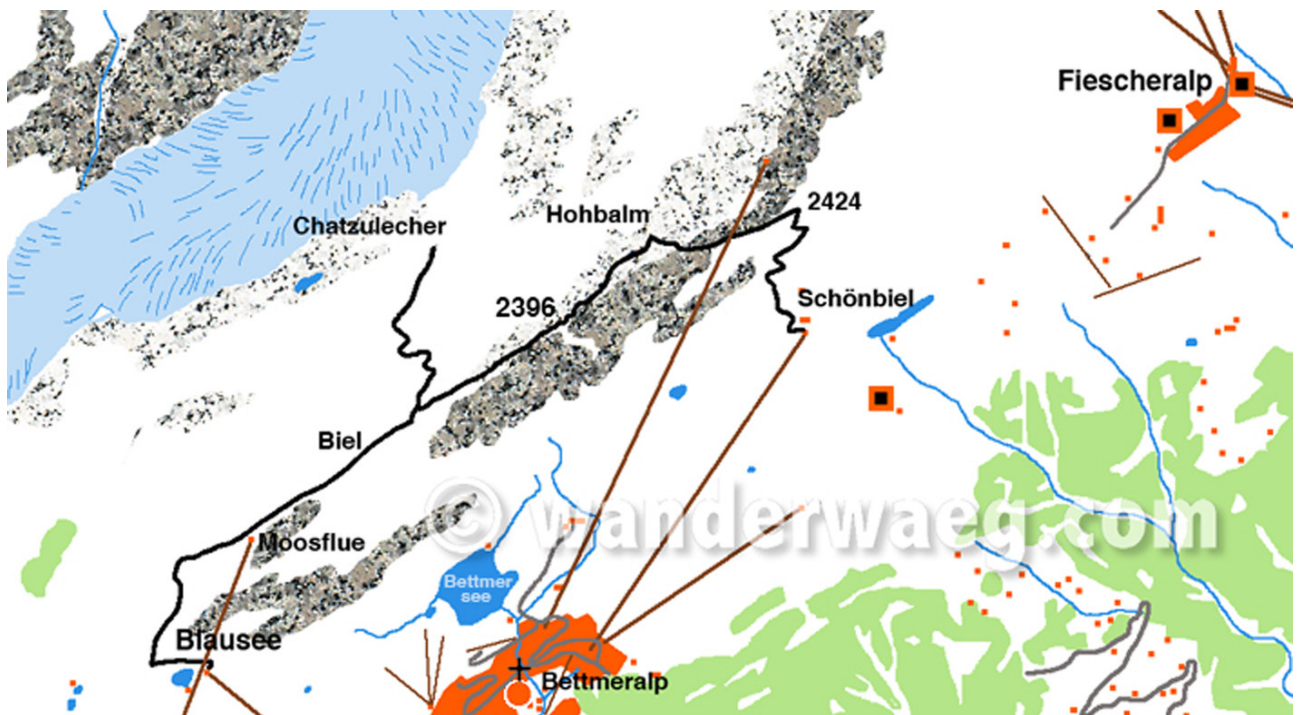 Fiescheralp
2424
Hohbalm
Chatzulecher
Schönbiel
2396
Biel
© wanderwaeg.com
Moosflue
Bettmer
see
Blausee
Bettmeralp